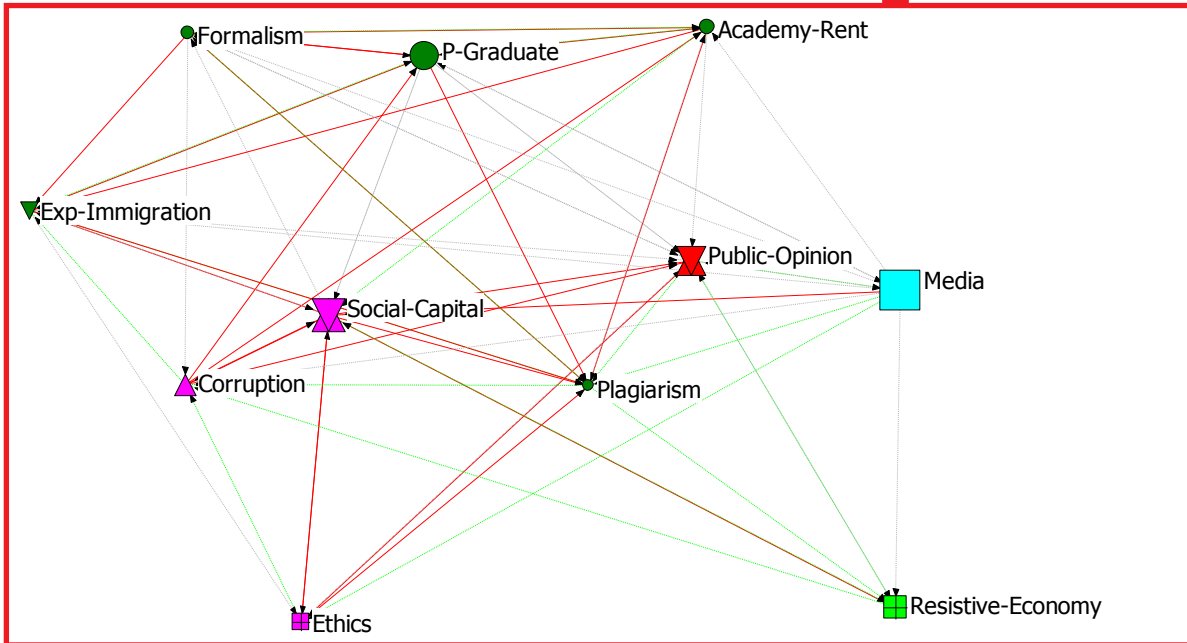 Formalism
Academy-Rent
P-Graduate
Exp-Immigration
Public-Opinion
Media
Social-Capital
Corruption
Plagiarism
Resistive-Economy
Ethics